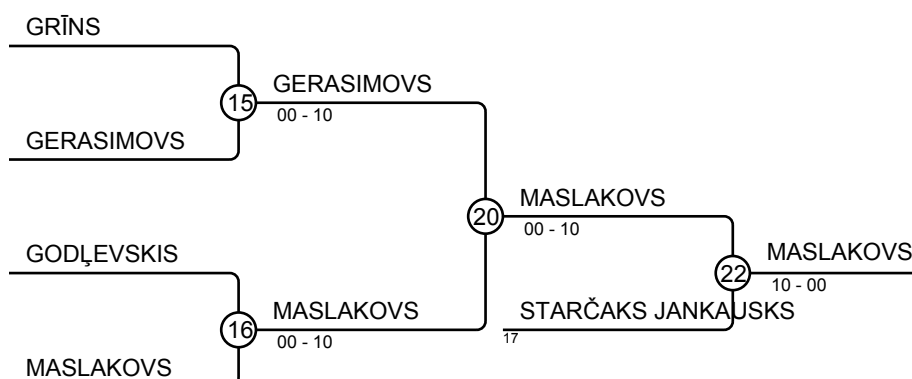 GRĪNS
15
GERASIMOVS
00 - 10
GERASIMOVS
20
MASLAKOVS
00 - 10
GODĻEVSKIS
22
MASLAKOVS
10 - 00
16
MASLAKOVS
00 - 10
STARČAKS JANKAUSKS
17
MASLAKOVS